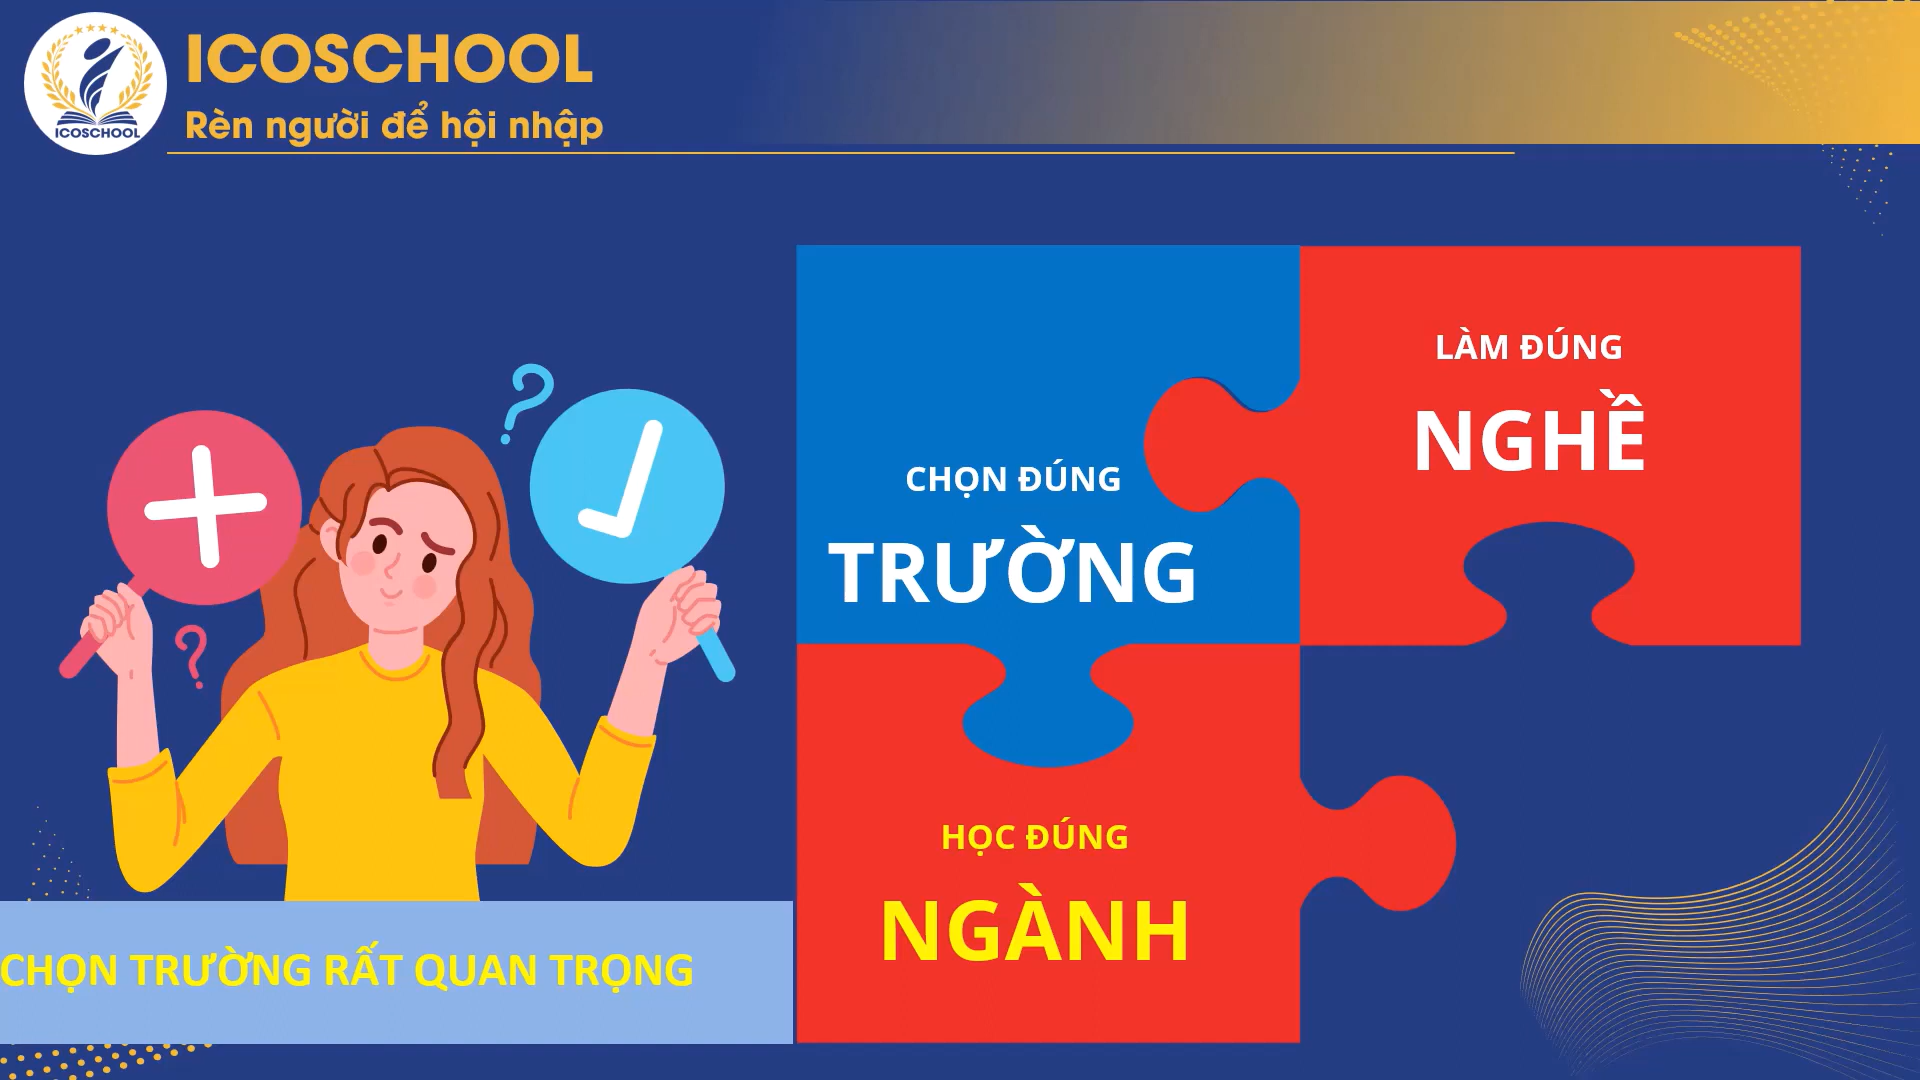 ICOSCHOOL
ICOSCHOOL
Rèn người để hội nhập
LÀM ĐÚNG
NGHỀ
CHỌN ĐÚNG
TRƯỜNG
HỌC ĐÚNG
NGÀNH
CHỌN TRƯỜNG RẤT QUAN TRỌNG